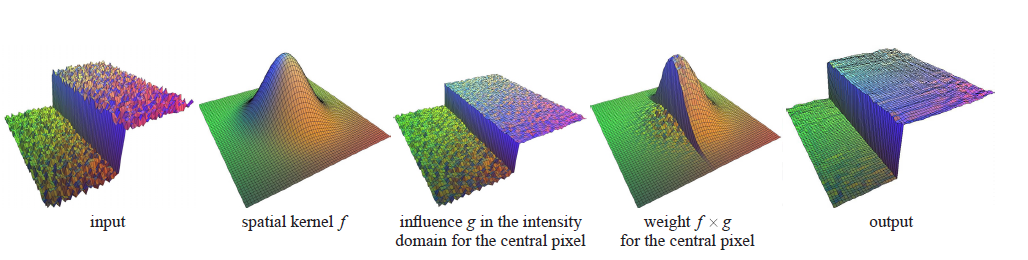 input
spatial kernel f
influence g in the intensity
domain for the central pixel
weight f × g
for the central pixel
output